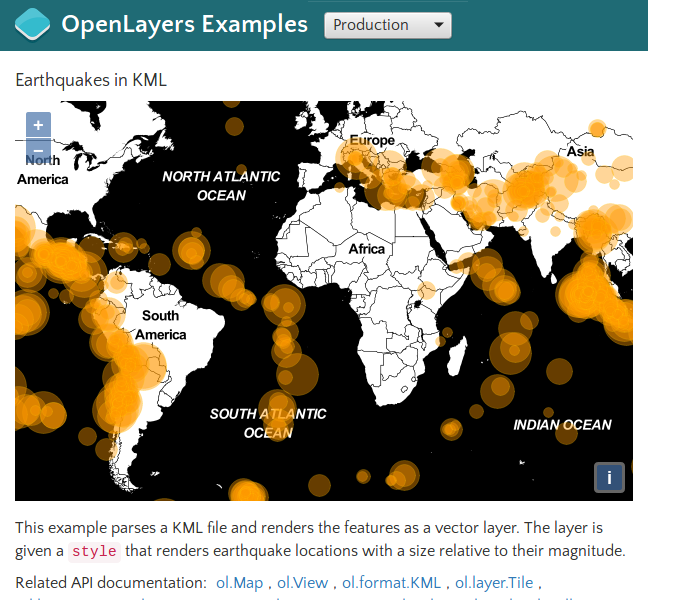 OpenLayers Examples
Production
Earthquakes in KML
+
−
Europe
Asia
North
America
NORTH ATLANTIC
OCEAN
Africa
South
America
SOUTH ATLANTIC
OCEAN
INDIAN OCEAN
i
This example parses a KML file and renders the features as a vector layer. The layer is
given a style that renders earthquake locations with a size relative to their magnitude.
Related API documentation: ol.Map , ol.View , ol.format.KML , ol.layer.Tile ,